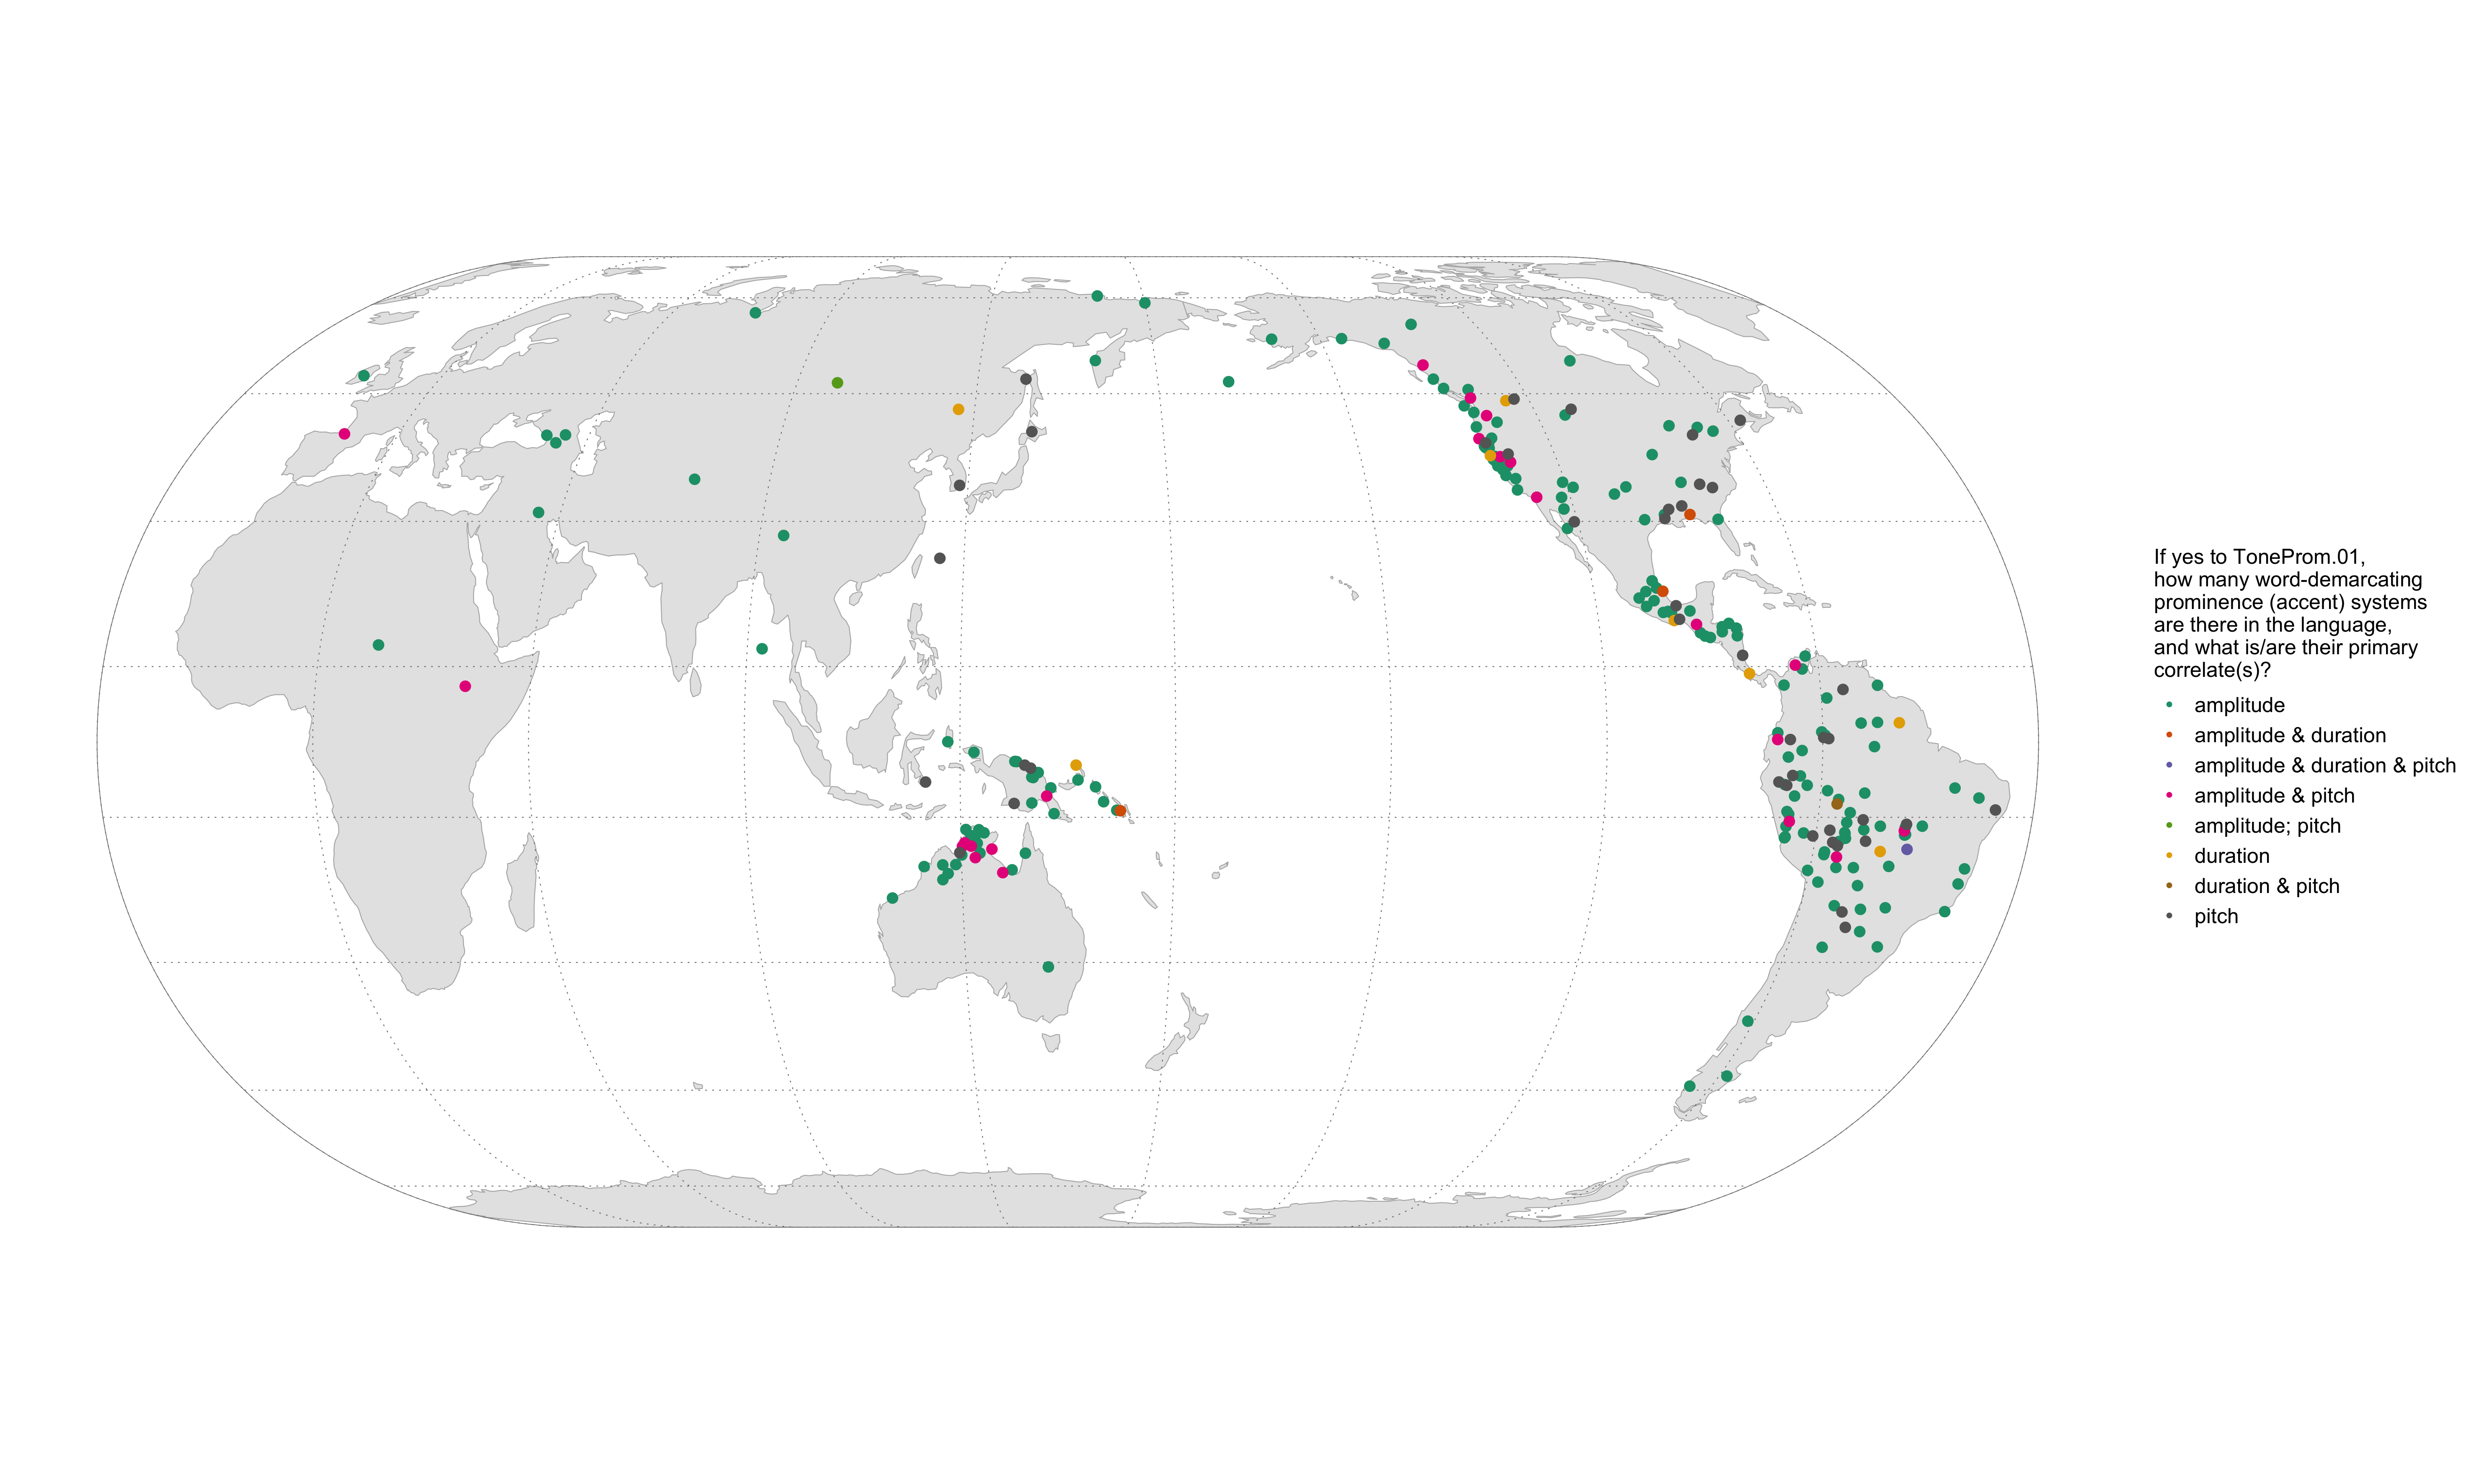 If yes to ToneProm.01,
how many word-demarcating
prominence (accent) systems
are there in the language,
and what is/are their primary
correlate(s)?
amplitude
amplitude & duration
amplitude & duration & pitch
amplitude & pitch
amplitude; pitch
duration
duration & pitch
pitch